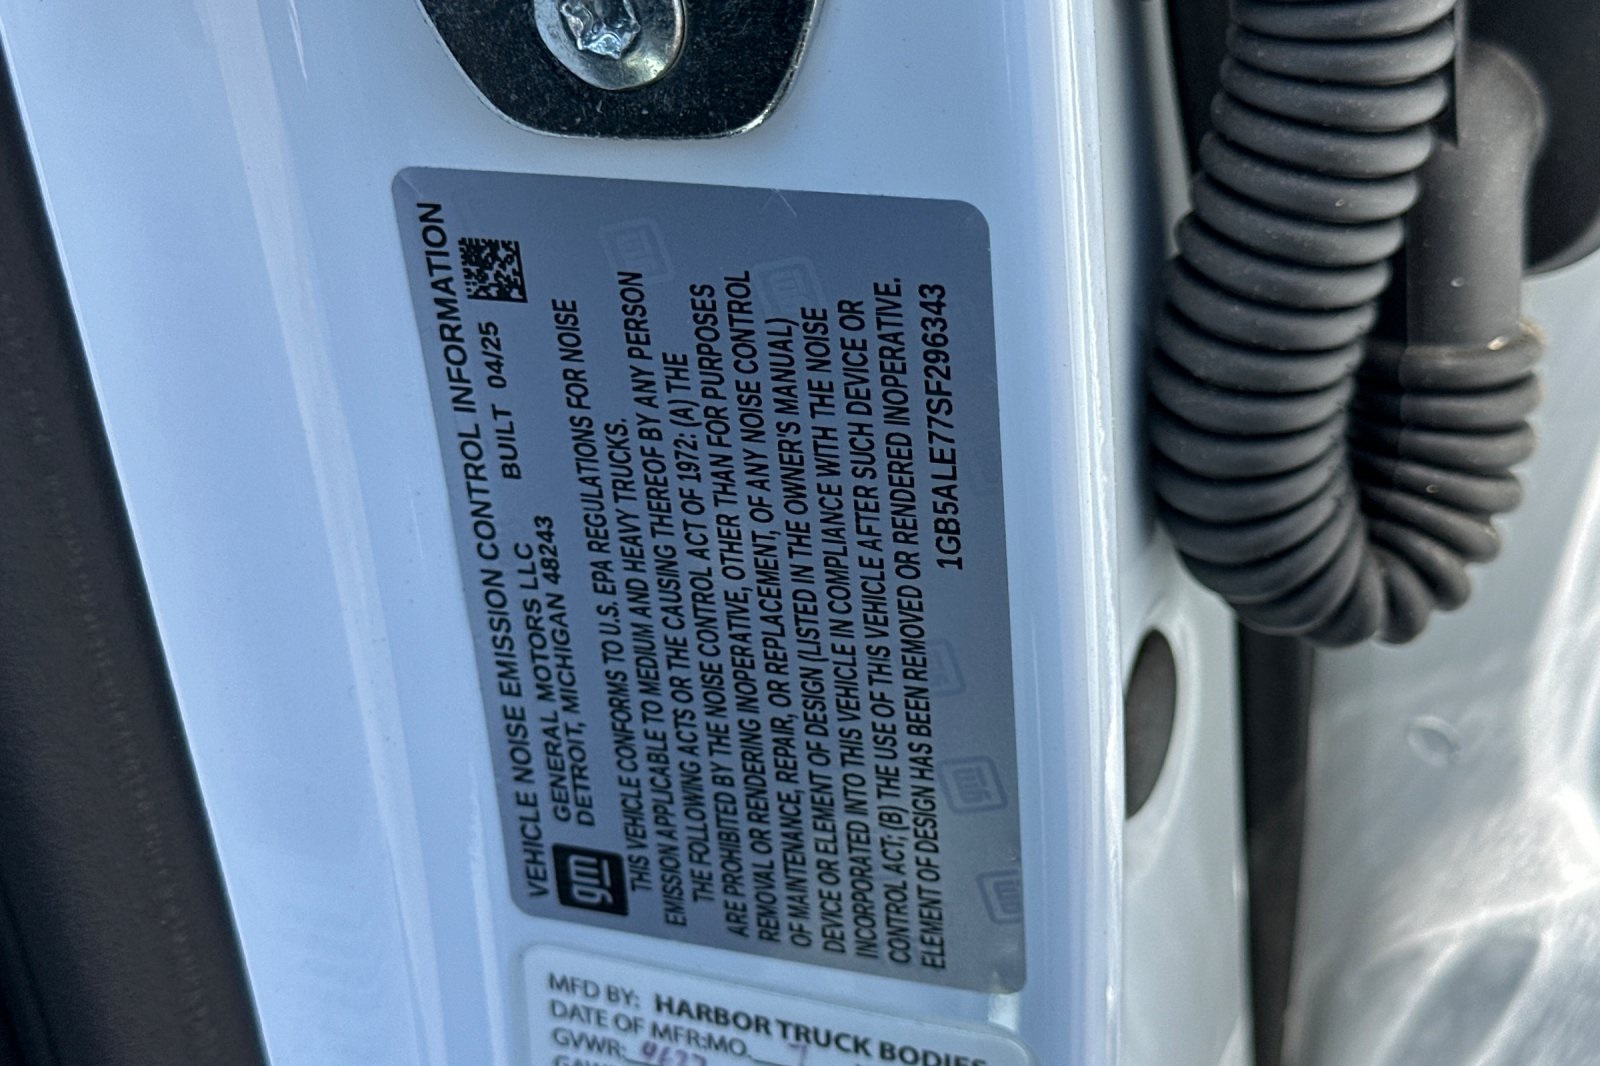 VEHICLE NOISE EMISSION CONTROL INFORMATION
GENERAL MOTORS LLC BUILT 04/25
DETROIT, MICHIGAN 48243
gm
THIS VEHICLE CONFORMS TO U.S. EPA REGULATIONS FOR NOISE
EMISSION APPLICABLE TO MEDIUM AND HEAVY TRUCKS.
THE FOLLOWING ACTS OR THE CAUSING THEREOF BY ANY PERSON
ARE PROHIBITED BY THE NOISE CONTROL ACT OF 1972: (A) THE
REMOVAL OR RENDERING INOPERATIVE, OTHER THAN FOR PURPOSES
OF MAINTENANCE, REPAIR, OR REPLACEMENT, OF ANY NOISE CONTROL
DEVICE OR ELEMENT OF DESIGN (LISTED IN THE OWNER'S MANUAL)
INCORPORATED INTO THIS VEHICLE IN COMPLIANCE WITH THE NOISE
CONTROL ACT; (B) THE USE OF THIS VEHICLE AFTER SUCH DEVICE OR
ELEMENT OF DESIGN HAS BEEN REMOVED OR RENDERED INOPERATIVE.
1GB5ALE77SF296343
MFD BY: HARBOR TRUCK BODIES
DATE OF MFR:MO. 7
GVWR: